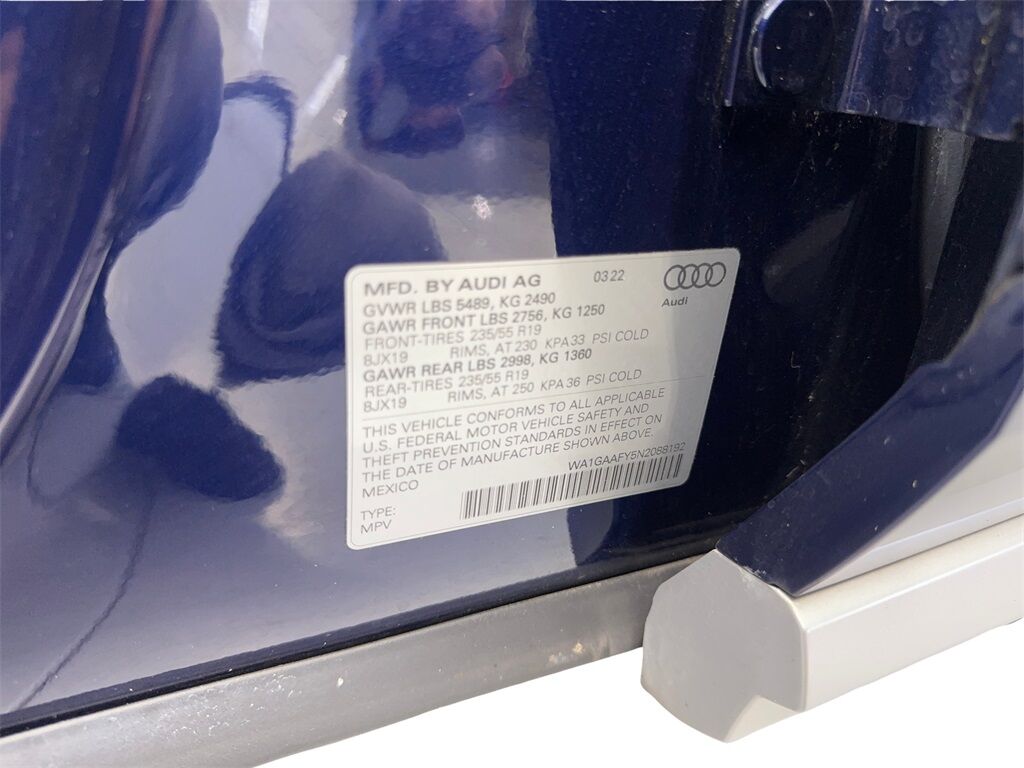 MFD. BY AUDI AG 03 22
Audi
GVWR LBS 5489, KG 2490
GAWR FRONT LBS 2756, KG 1250
FRONT-TIRES 235/55 R19
8JX19 RIMS, AT 230 KPA 33 PSI COLD
GAWR REAR LBS 2998, KG 1360
REAR-TIRES 235/55 R19
8JX19 RIMS, AT 250 KPA 36 PSI COLD
THIS VEHICLE CONFORMS TO ALL APPLICABLE
U.S. FEDERAL MOTOR VEHICLE SAFETY AND
THEFT PREVENTION STANDARDS IN EFFECT ON
THE DATE OF MANUFACTURE SHOWN ABOVE.
MEXICO WA1GAAFY5N2088192
TYPE:
MPV